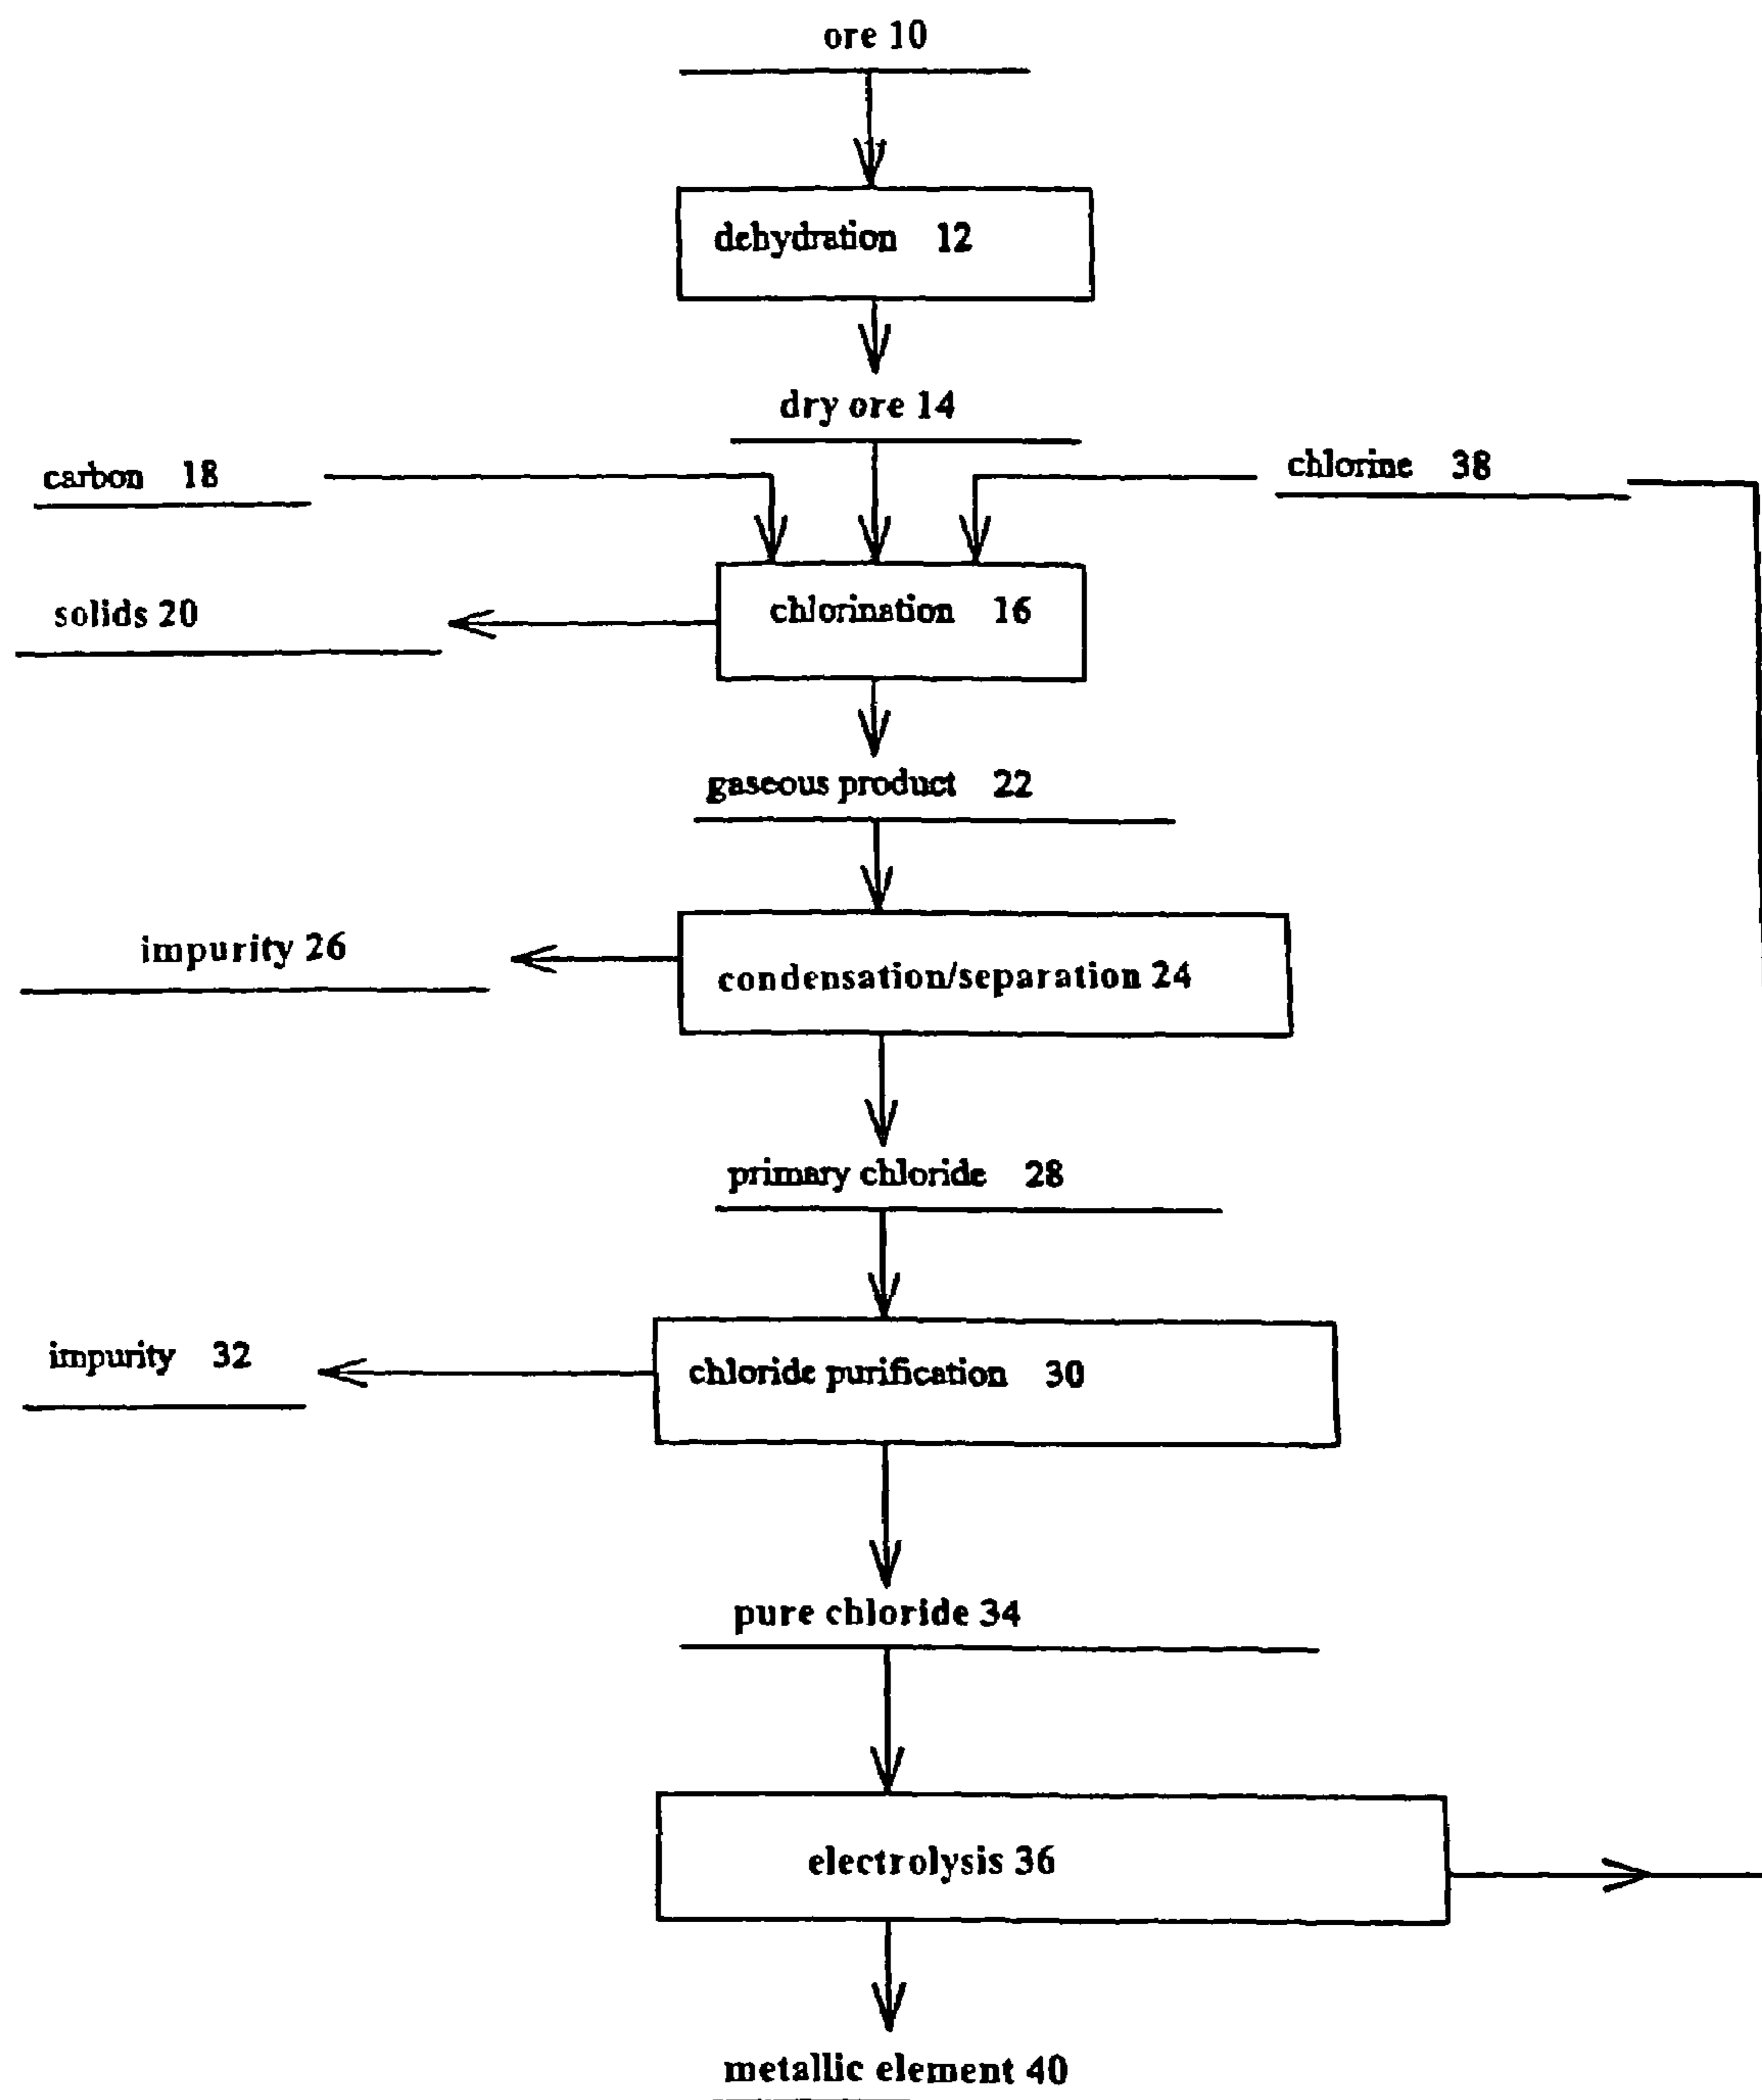 ore 10
dehydration 12
dry ore 14
carbon 18
chlorine 38
chlorination 16
solids 20
gaseous product 22
impurity 26
condensation/separation 24
primary chloride 28
impurity 32
chloride purification 30
pure chloride 34
electrolysis 36
metallic element 40